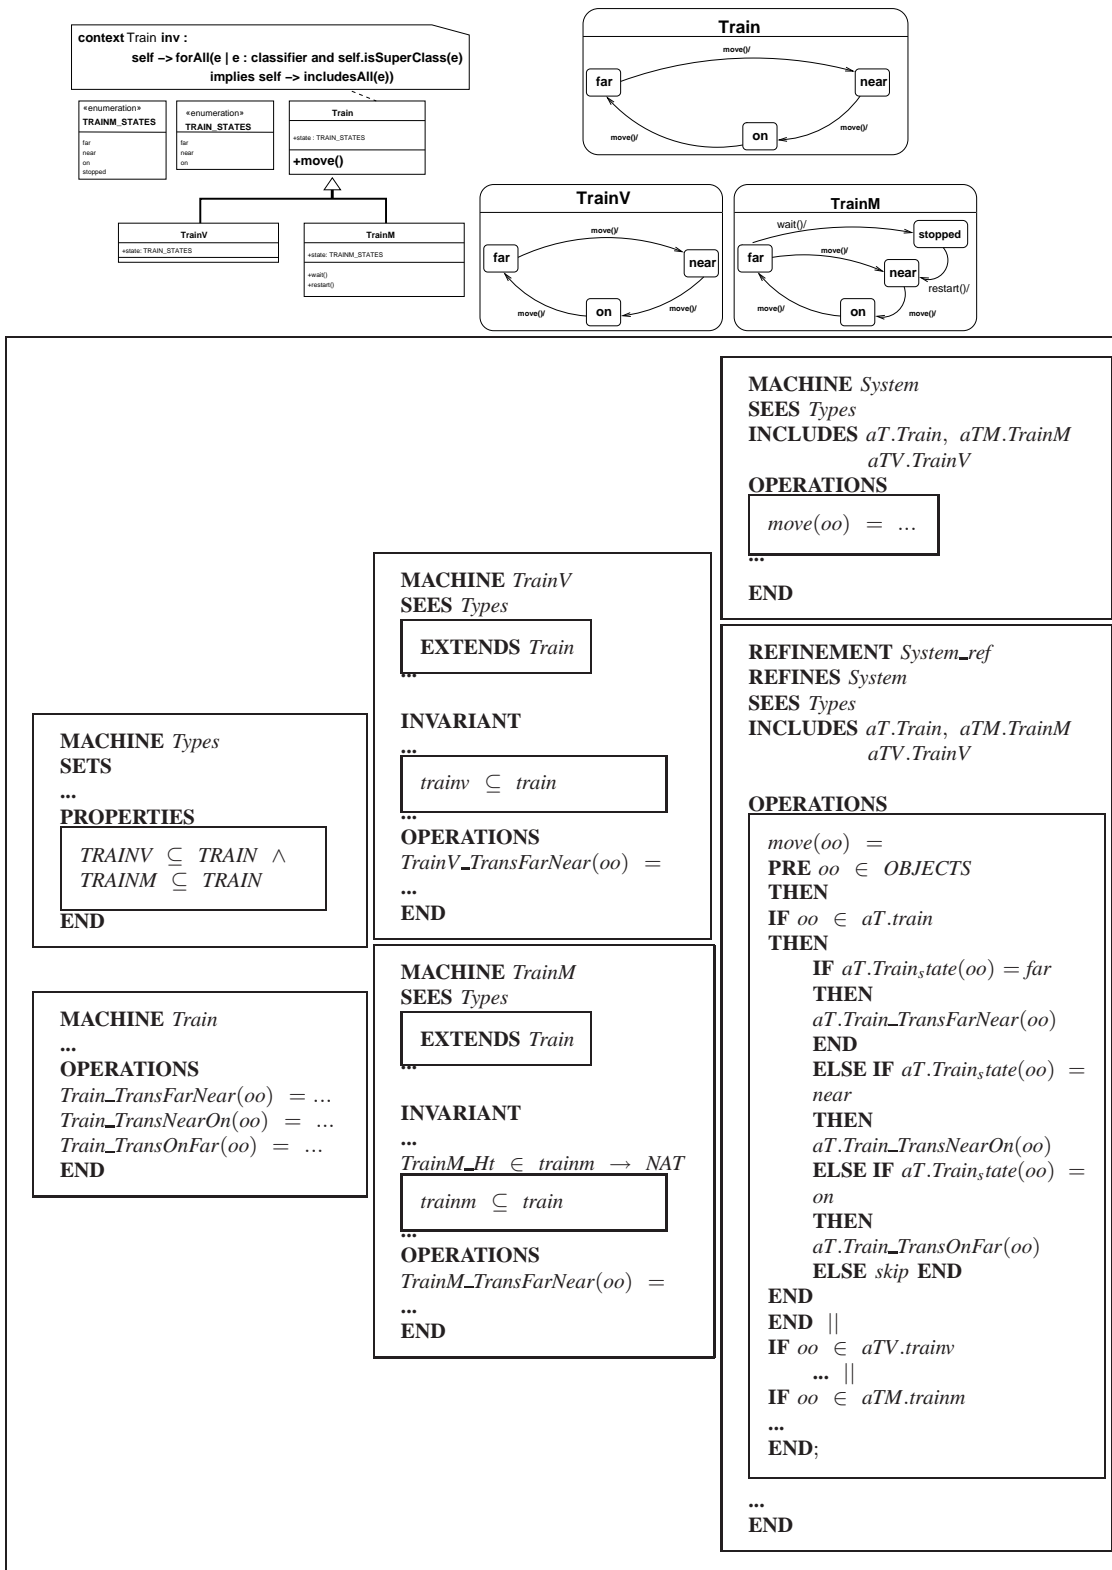 context Train inv :
self -> forAll(e | e : classifier and self.isSuperClass(e)
implies self -> includesAll(e))
«enumeration»
TRAINM_STATES
far
near
on
stopped
«enumeration»
TRAIN_STATES
far
near
on
Train
+state : TRAIN_STATES
+move()
TrainV
+state: TRAIN_STATES
TrainM
+state: TRAINM_STATES
+wait()
+restart()
Train
move()/
far
near
move()/
on
move()/
TrainV
move()/
far
near
on
move()/
move()/
TrainM
wait()/
stopped
move()/
far
near
restart()/
on
move()/
move()/
MACHINE Types
SETS
...
PROPERTIES
TRAINV ⊆ TRAIN ∧
TRAINM ⊆ TRAIN
END
MACHINE Train
...
OPERATIONS
Train_TransFarNear(oo) = ...
Train_TransNearOn(oo) = ...
Train_TransOnFar(oo) = ...
END
MACHINE TrainV
SEES Types
EXTENDS Train
...
INVARIANT
...
trainv ⊆ train
...
OPERATIONS
TrainV_TransFarNear(oo) =
...
END
MACHINE TrainM
SEES Types
EXTENDS Train
...
INVARIANT
...
TrainM_Ht ∈ trainm → NAT
trainm ⊆ train
...
OPERATIONS
TrainM_TransFarNear(oo) =
...
END
MACHINE System
SEES Types
INCLUDES aT.Train, aTM.TrainM
aTV.TrainV
OPERATIONS
move(oo) = ...
...
END
REFINEMENT System_ref
REFINES System
SEES Types
INCLUDES aT.Train, aTM.TrainM
aTV.TrainV
OPERATIONS
move(oo) =
PRE oo ∈ OBJECTS
THEN
IF oo ∈ aT.train
THEN
IF aT.Trainₛtate(oo) = far
THEN
aT.Train_TransFarNear(oo)
END
ELSE IF aT.Trainₛtate(oo) =
near
THEN
aT.Train_TransNearOn(oo)
ELSE IF aT.Trainₛtate(oo) =
on
THEN
aT.Train_TransOnFar(oo)
ELSE skip END
END
END ||
IF oo ∈ aTV.trainv
... ||
IF oo ∈ aTM.trainm
...
END;
...
END